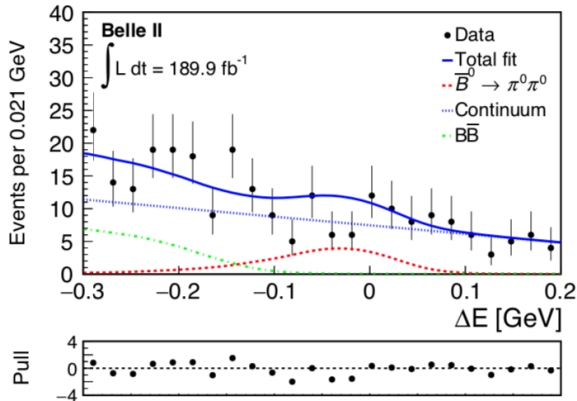 40
35
30
25
20
15
10
5
0
Events per 0.021 GeV
Belle II
∫ L dt = 189.9 fb⁻¹
Data
Total fit
B̅⁰ → π⁰π⁰
Continuum
BB̅
−0.3 −0.2 −0.1 0 0.1 0.2
ΔE [GeV]
Pull
4
0
−4